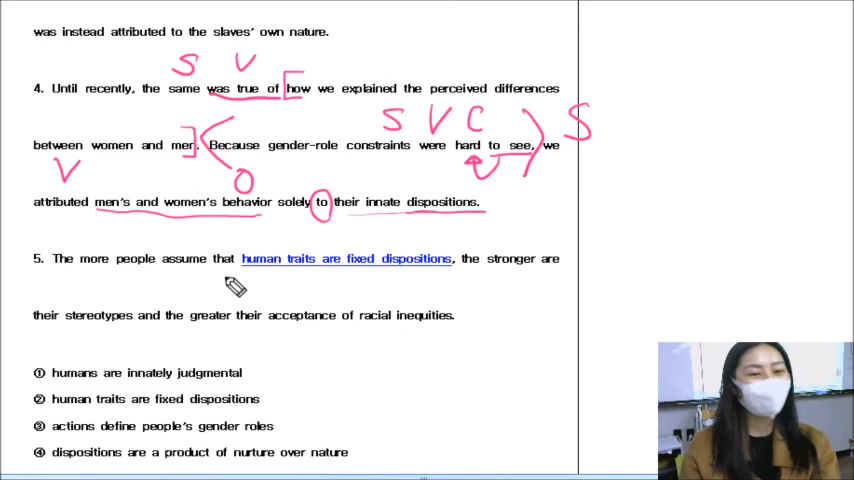 was instead attributed to the slaves' own nature.
S V
4. Until recently, the same was true of [how we explained the perceived differences
S V C S
between women and men]. Because gender-role constraints were hard to see, we
V O
attributed men's and women's behavior solely to their innate dispositions.
5. The more people assume that human traits are fixed dispositions, the stronger are
their stereotypes and the greater their acceptance of racial inequities.
① humans are innately judgmental
② human traits are fixed dispositions
③ actions define people's gender roles
④ dispositions are a product of nurture over nature